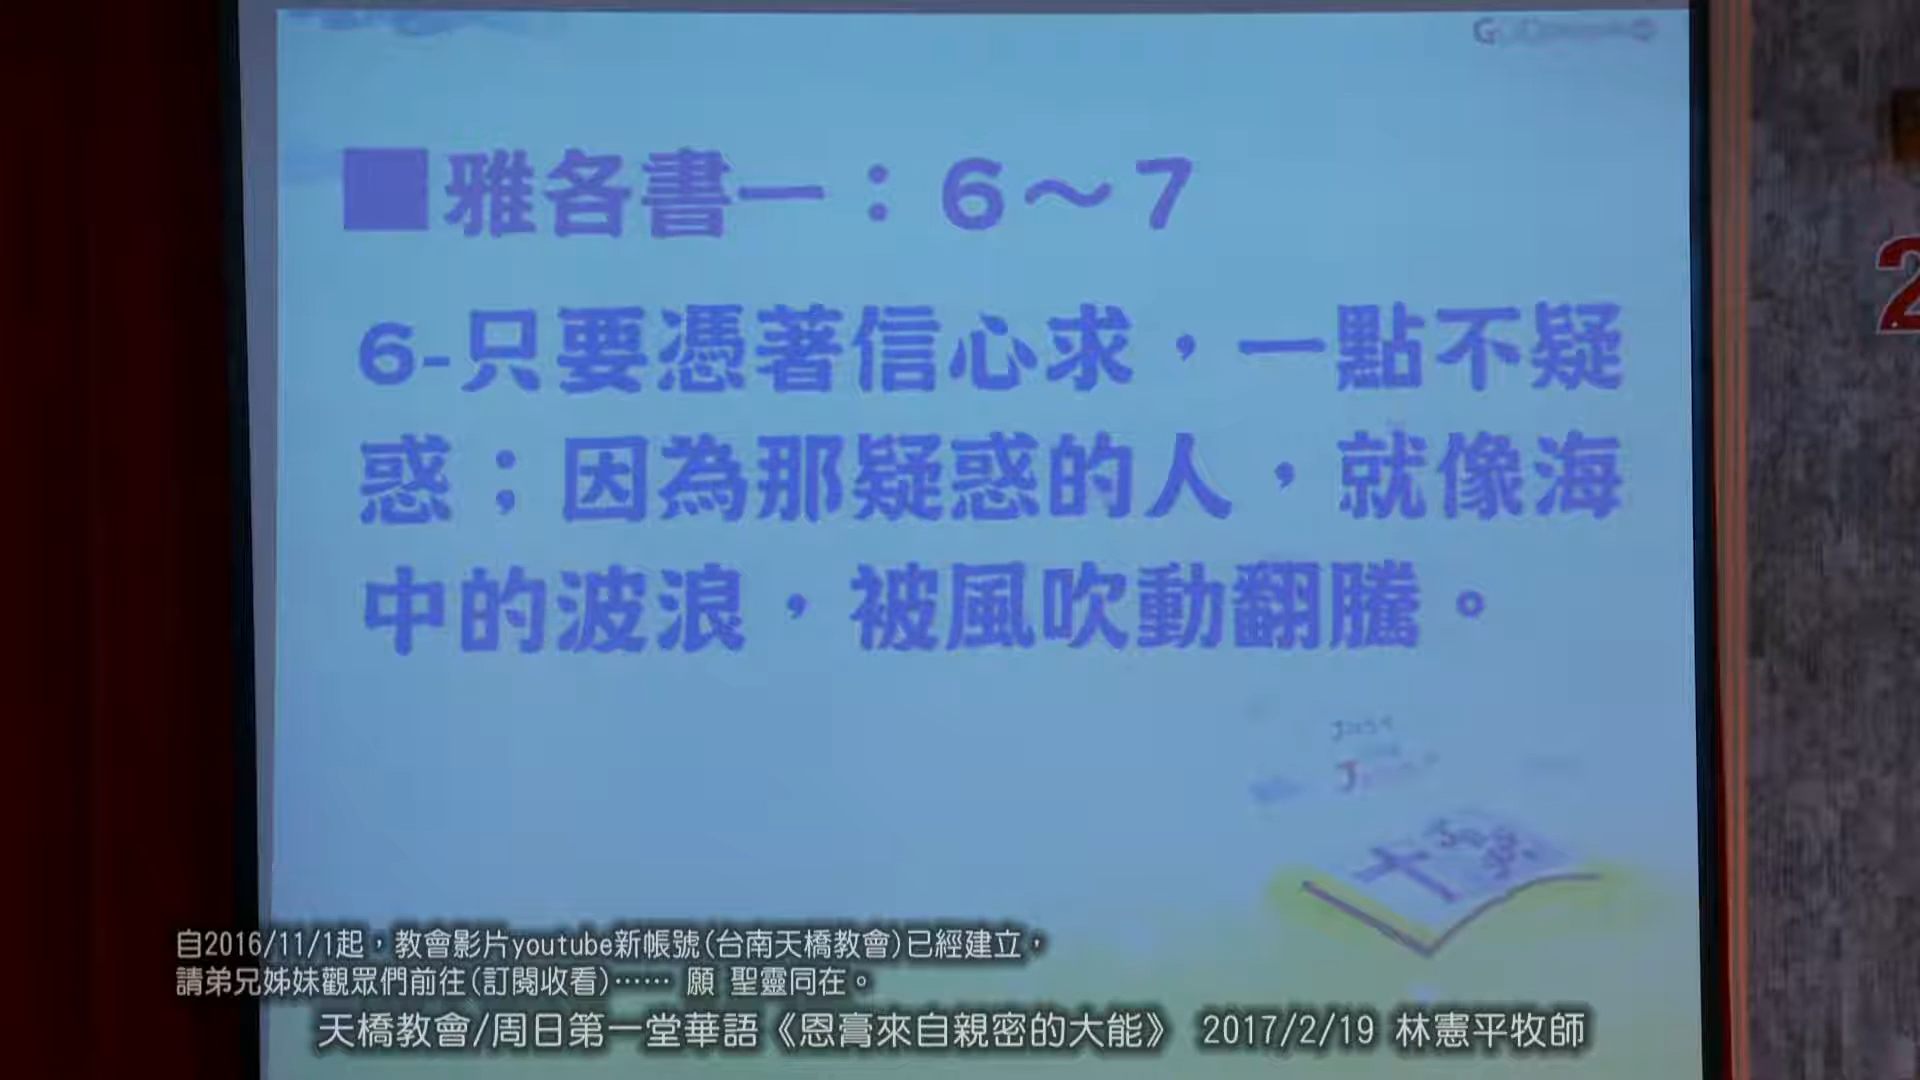 ■雅各書一：6～7
6-只要憑著信心求，一點不疑
惑；因為那疑惑的人，就像海
中的波浪，被風吹動翻騰。
2
自2016/11/1起，教會影片youtube新帳號(台南天橋教會)已經建立，
請弟兄姊妹觀眾們前往(訂閱收看)⋯⋯ 願 聖靈同在。
天橋教會/周日第一堂華語《恩膏來自親密的大能》 2017/2/19 林憲平牧師